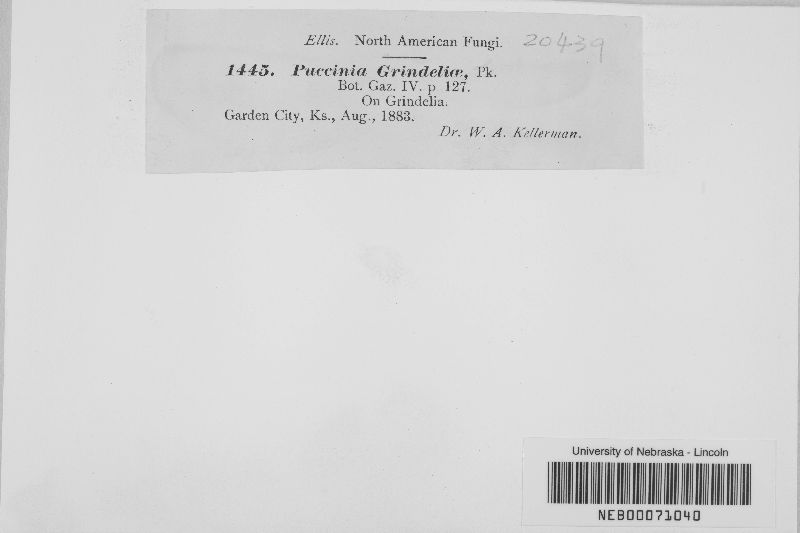 Ellis. North American Fungi. 20439
1445. Puccinia Grindeliæ, Pk.
Bot. Gaz. IV. p 127.
On Grindelia.
Garden City, Ks., Aug., 1883.
Dr. W. A. Kellerman.
University of Nebraska - Lincoln
NEB00071040